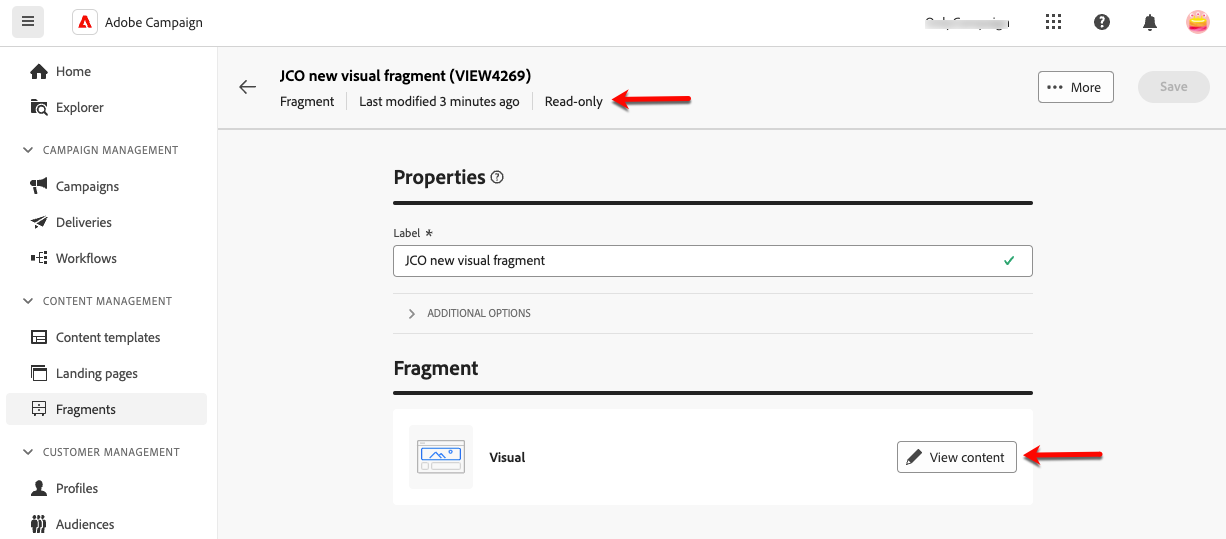 Adobe Campaign
Home
Explorer
CAMPAIGN MANAGEMENT
Campaigns
Deliveries
Workflows
CONTENT MANAGEMENT
Content templates
Landing pages
Fragments
CUSTOMER MANAGEMENT
Profiles
Audiences
JCO new visual fragment (VIEW4269)
Fragment Last modified 3 minutes ago Read-only
More
Save
Properties
Label *
JCO new visual fragment
ADDITIONAL OPTIONS
Fragment
Visual
View content